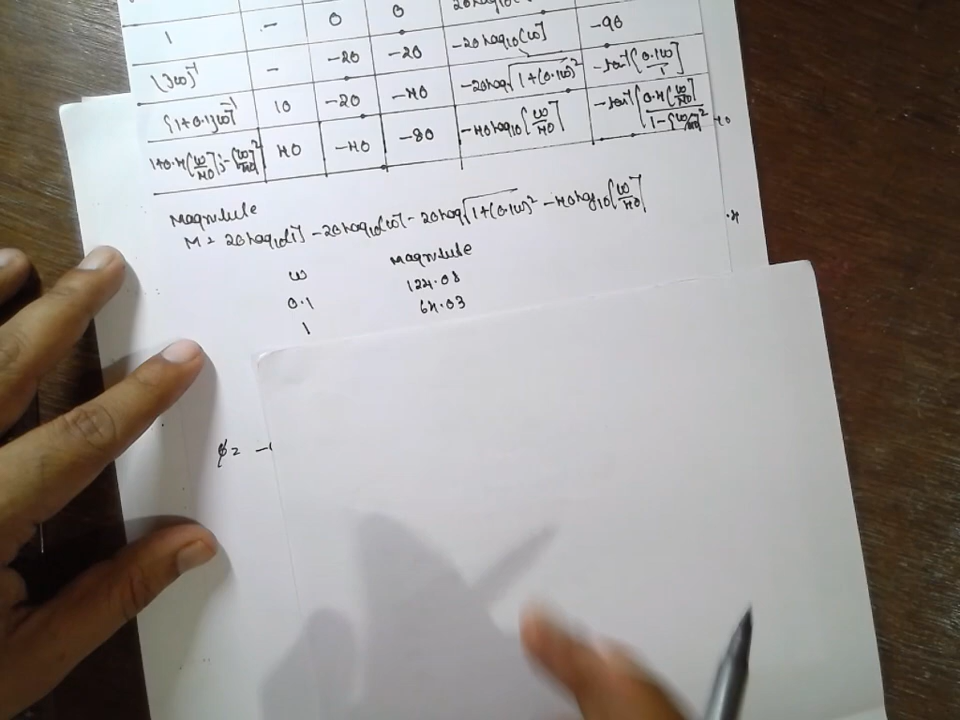 1 - 0 0
(jω)⁻¹ - -20 -20 -20log10(ω) -90
(1+0.1jω)⁻¹ 10 -20 -40 -20log√1+(0.1ω)² -tan⁻¹(0.1ω/1)
1+0.4(ω/40)j-(ω/40)² 40 -40 -80 -40log10(ω/40) -tan⁻¹(0.4(ω/40)/1-(ω/40)²)
Magnitude
M = 20log10(1) -20log10(ω) -20log√1+(0.1ω)² -40log10(ω/40)
ω Magnitude
0.1 124.08
1 64.03
φ = -